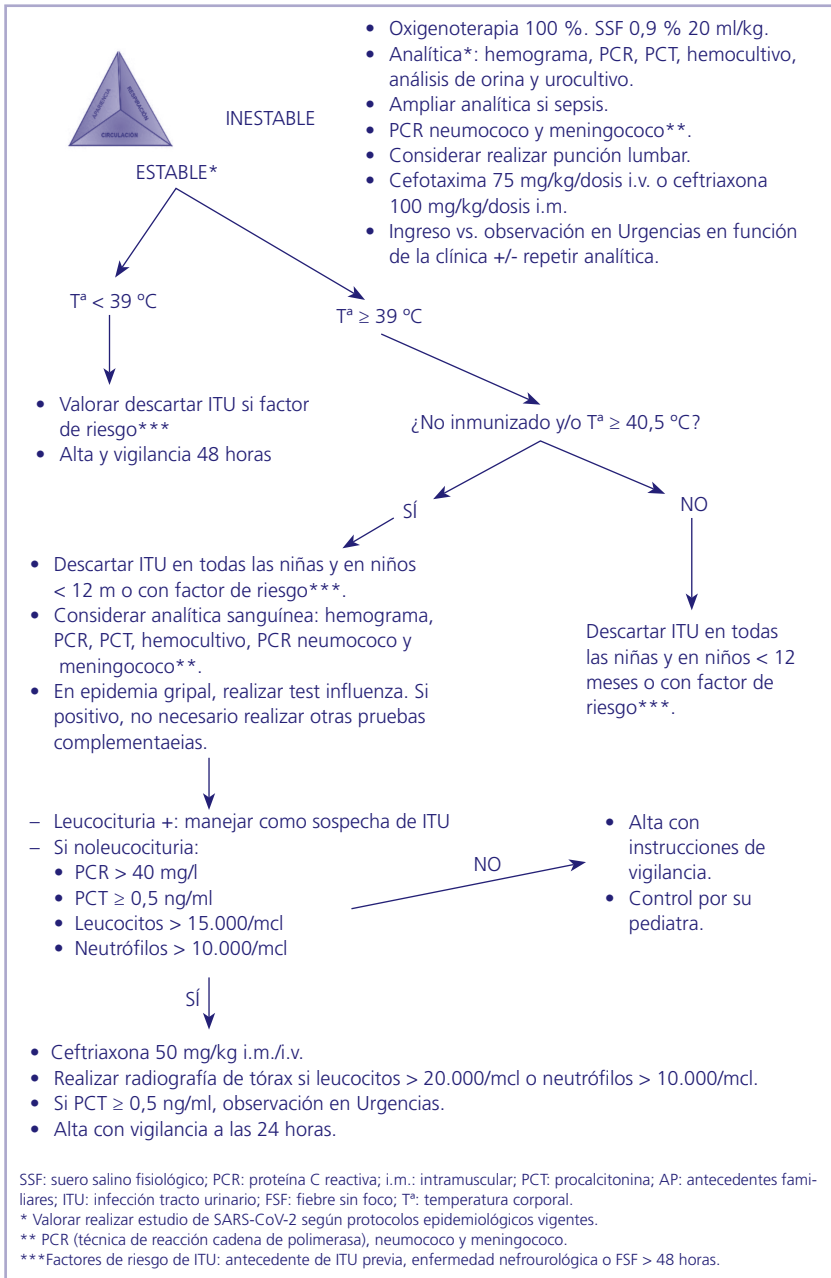 APARIENCIA
RESPIRACIÓN
CIRCULACIÓN
INESTABLE
• Oxigenoterapia 100 %. SSF 0,9 % 20 ml/kg.
• Analítica*: hemograma, PCR, PCT, hemocultivo,
análisis de orina y urocultivo.
• Ampliar analítica si sepsis.
• PCR neumococo y meningococo**.
• Considerar realizar punción lumbar.
• Cefotaxima 75 mg/kg/dosis i.v. o ceftriaxona
100 mg/kg/dosis i.m.
• Ingreso vs. observación en Urgencias en función
de la clínica +/- repetir analítica.
ESTABLE*
Tª < 39 ºC
Tª ≥ 39 ºC
• Valorar descartar ITU si factor
de riesgo***
• Alta y vigilancia 48 horas
¿No inmunizado y/o Tª ≥ 40,5 ºC?
SÍ
NO
• Descartar ITU en todas las niñas y en niños
< 12 m o con factor de riesgo***.
• Considerar analítica sanguínea: hemograma,
PCR, PCT, hemocultivo, PCR neumococo y
meningococo**.
• En epidemia gripal, realizar test influenza. Si
positivo, no necesario realizar otras pruebas
complementaeias.
Descartar ITU en todas
las niñas y en niños < 12
meses o con factor de
riesgo***.
– Leucocituria +: manejar como sospecha de ITU
– Si noleucocituria:
• PCR > 40 mg/l
• PCT ≥ 0,5 ng/ml
• Leucocitos > 15.000/mcl
• Neutrófilos > 10.000/mcl
NO
• Alta con
instrucciones de
vigilancia.
• Control por su
pediatra.
SÍ
• Ceftriaxona 50 mg/kg i.m./i.v.
• Realizar radiografía de tórax si leucocitos > 20.000/mcl o neutrófilos > 10.000/mcl.
• Si PCT ≥ 0,5 ng/ml, observación en Urgencias.
• Alta con vigilancia a las 24 horas.
SSF: suero salino fisiológico; PCR: proteína C reactiva; i.m.: intramuscular; PCT: procalcitonina; AP: antecedentes fami-
liares; ITU: infección tracto urinario; FSF: fiebre sin foco; Tª: temperatura corporal.
* Valorar realizar estudio de SARS-CoV-2 según protocolos epidemiológicos vigentes.
** PCR (técnica de reacción cadena de polimerasa), neumococo y meningococo.
***Factores de riesgo de ITU: antecedente de ITU previa, enfermedad nefrourológica o FSF > 48 horas.